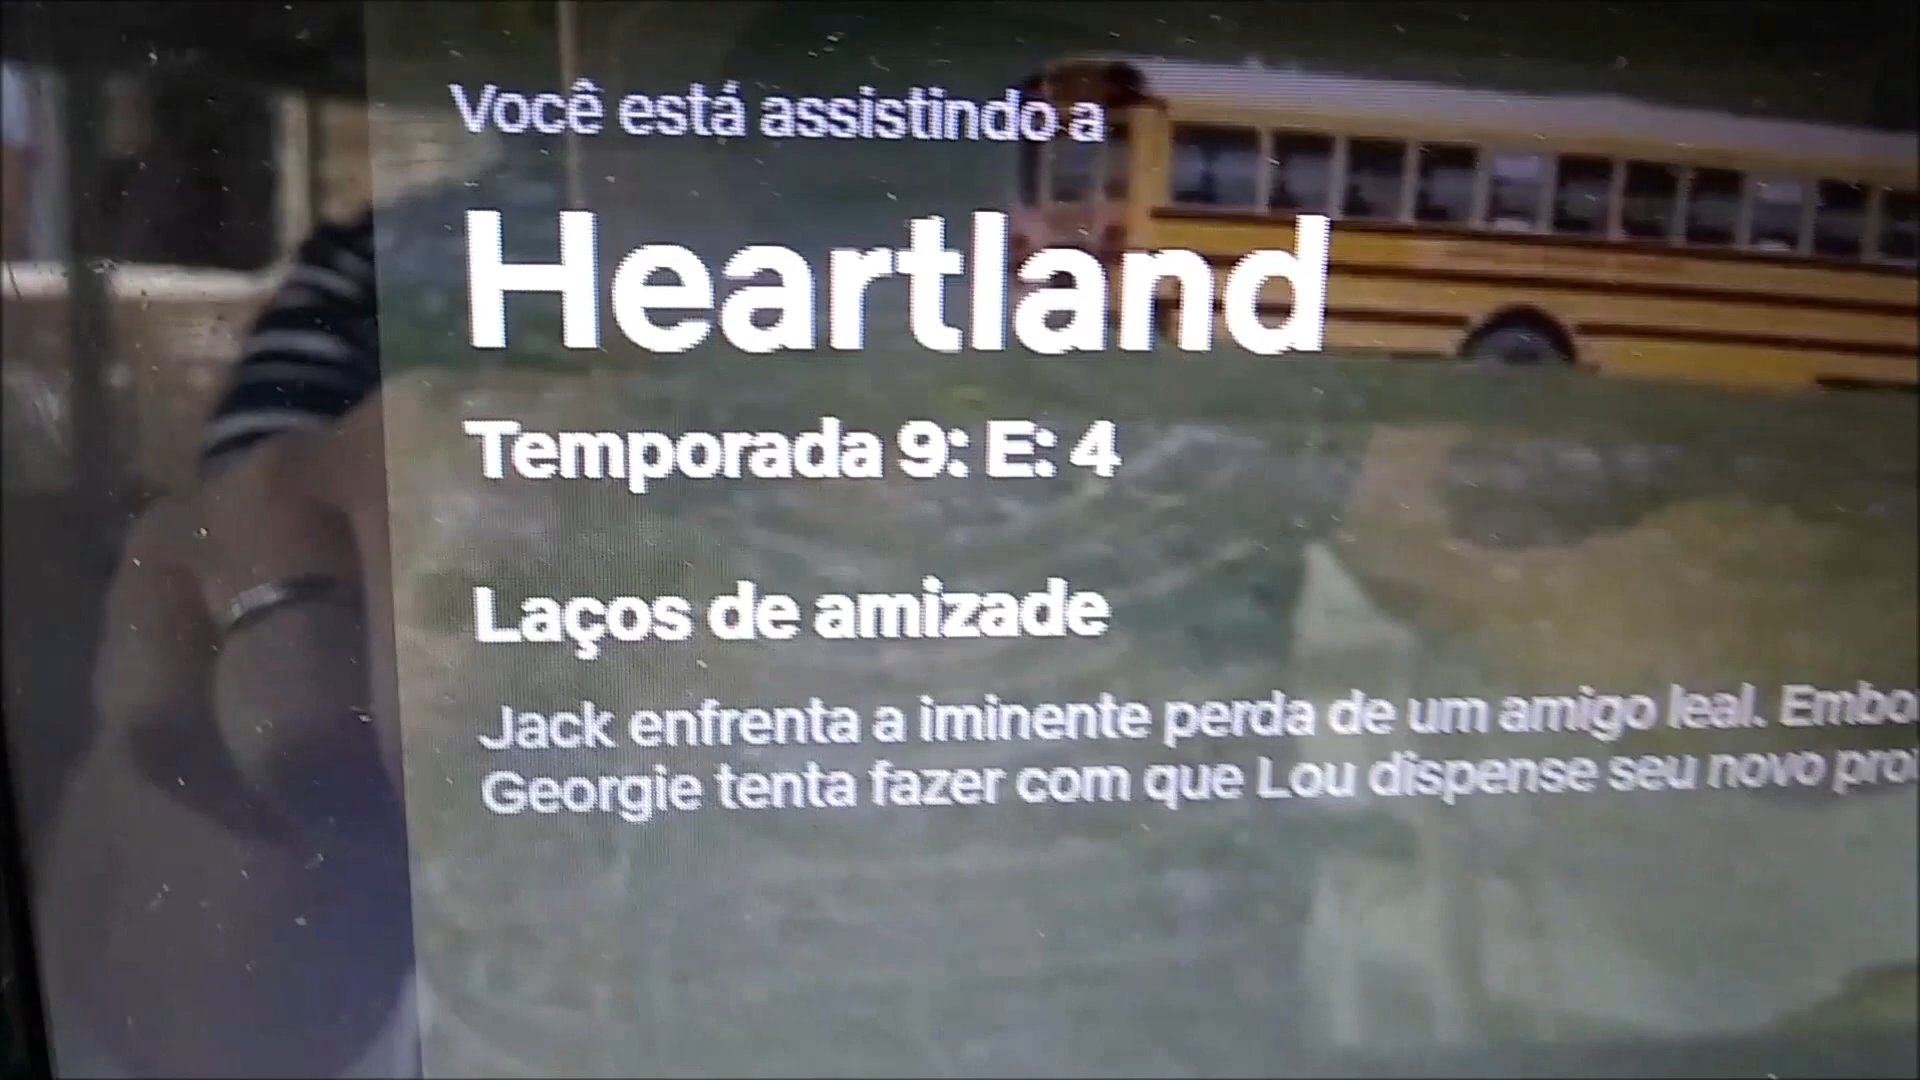 Você está assistindo a
Heartland
Temporada 9: E: 4
Laços de amizade
Jack enfrenta a iminente perda de um amigo leal.
Georgie tenta fazer com que Lou dispense seu novo